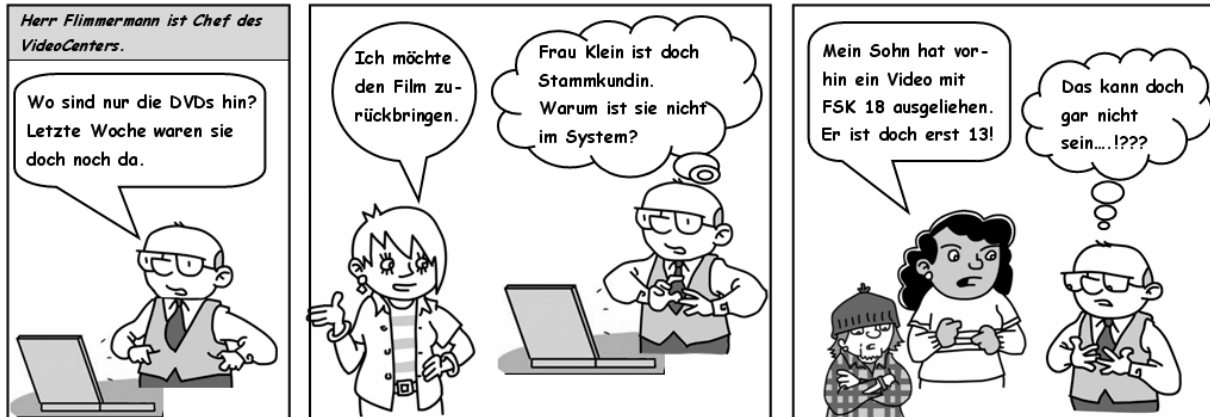 Herr Flimmermann ist Chef des
VideoCenters.
Wo sind nur die DVDs hin?
Letzte Woche waren sie
doch noch da.
Ich möchte
den Film zu-
rückbringen.
Frau Klein ist doch
Stammkundin.
Warum ist sie nicht
im System?
Mein Sohn hat vor-
hin ein Video mit
FSK 18 ausgeliehen.
Er ist doch erst 13!
Das kann doch
gar nicht
sein....!???